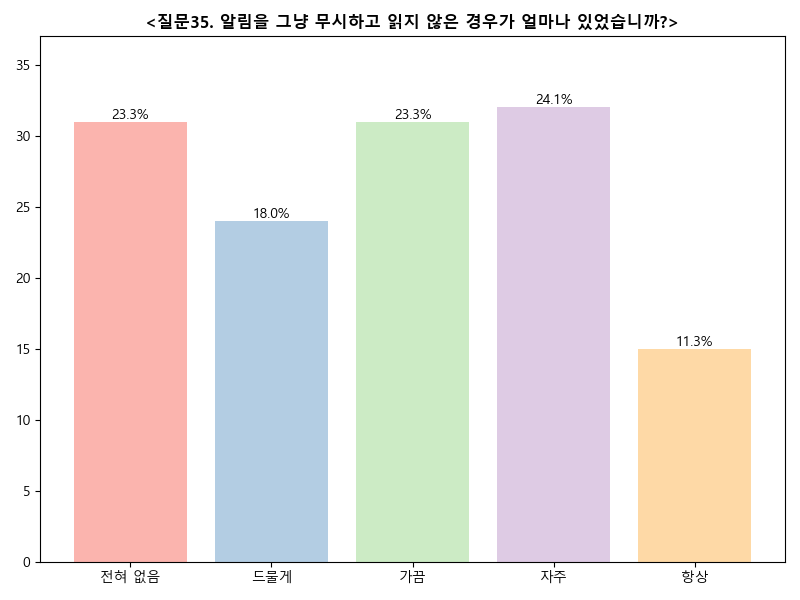 <질문35. 알림을 그냥 무시하고 읽지 않은 경우가 얼마나 있었습니까?>
35
30
25
20
15
10
5
0
23.3%
18.0%
23.3%
24.1%
11.3%
전혀 없음
드물게
가끔
자주
항상